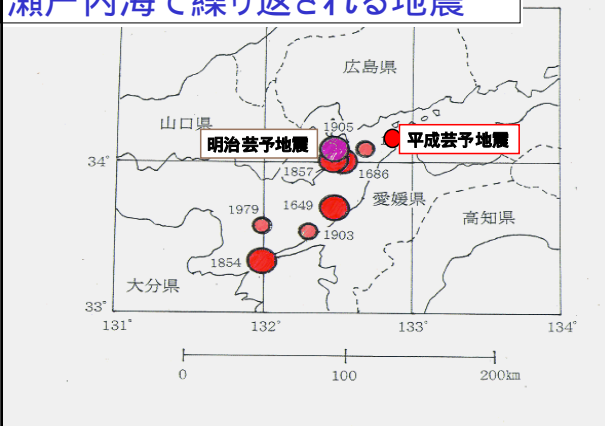 瀬戸内海で繰り返される地震
広島県
山口県
1905
明治芸予地震
平成芸予地震
34°
1857
1686
愛媛県
1649
1979
高知県
1903
1854
大分県
33°
131°
132°
133°
134°
0
100
200km